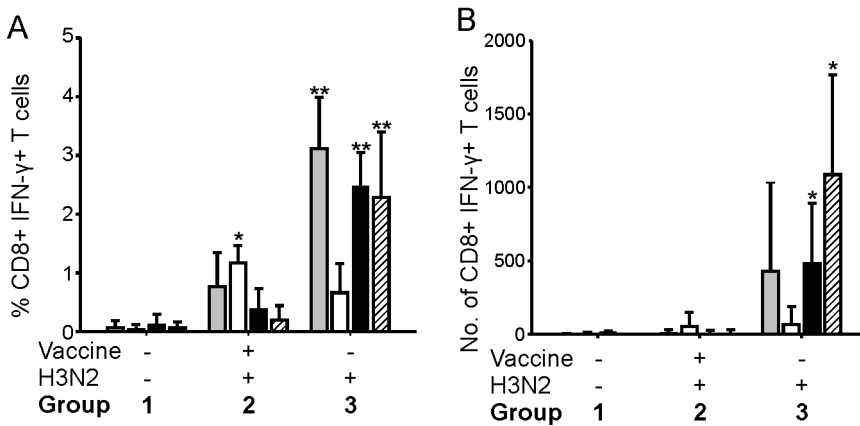 A
% CD8+ IFN-γ+ T cells
5
4
3
2
1
0
*
**
**
**
Vaccine - + -
H3N2 - + +
Group 1 2 3
B
No. of CD8+ IFN-γ+ T cells
2000
1500
1000
500
0
*
*
Vaccine - + -
H3N2 - + +
Group 1 2 3